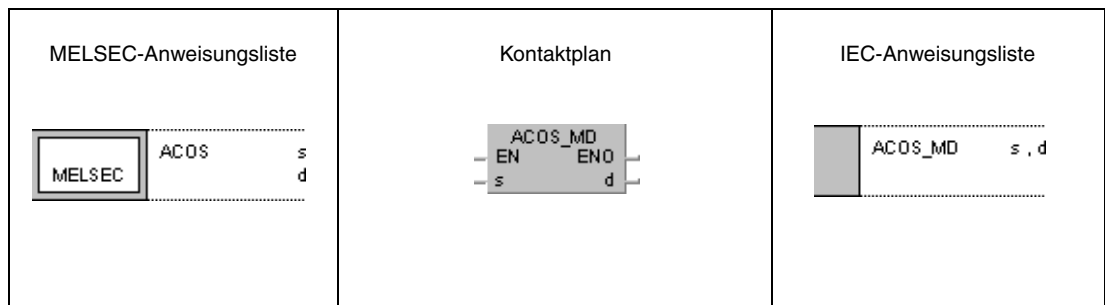 MELSEC-Anweisungsliste
MELSEC
ACOS s
d
Kontaktplan
ACOS_MD
EN ENO
s d
IEC-Anweisungsliste
ACOS_MD s , d